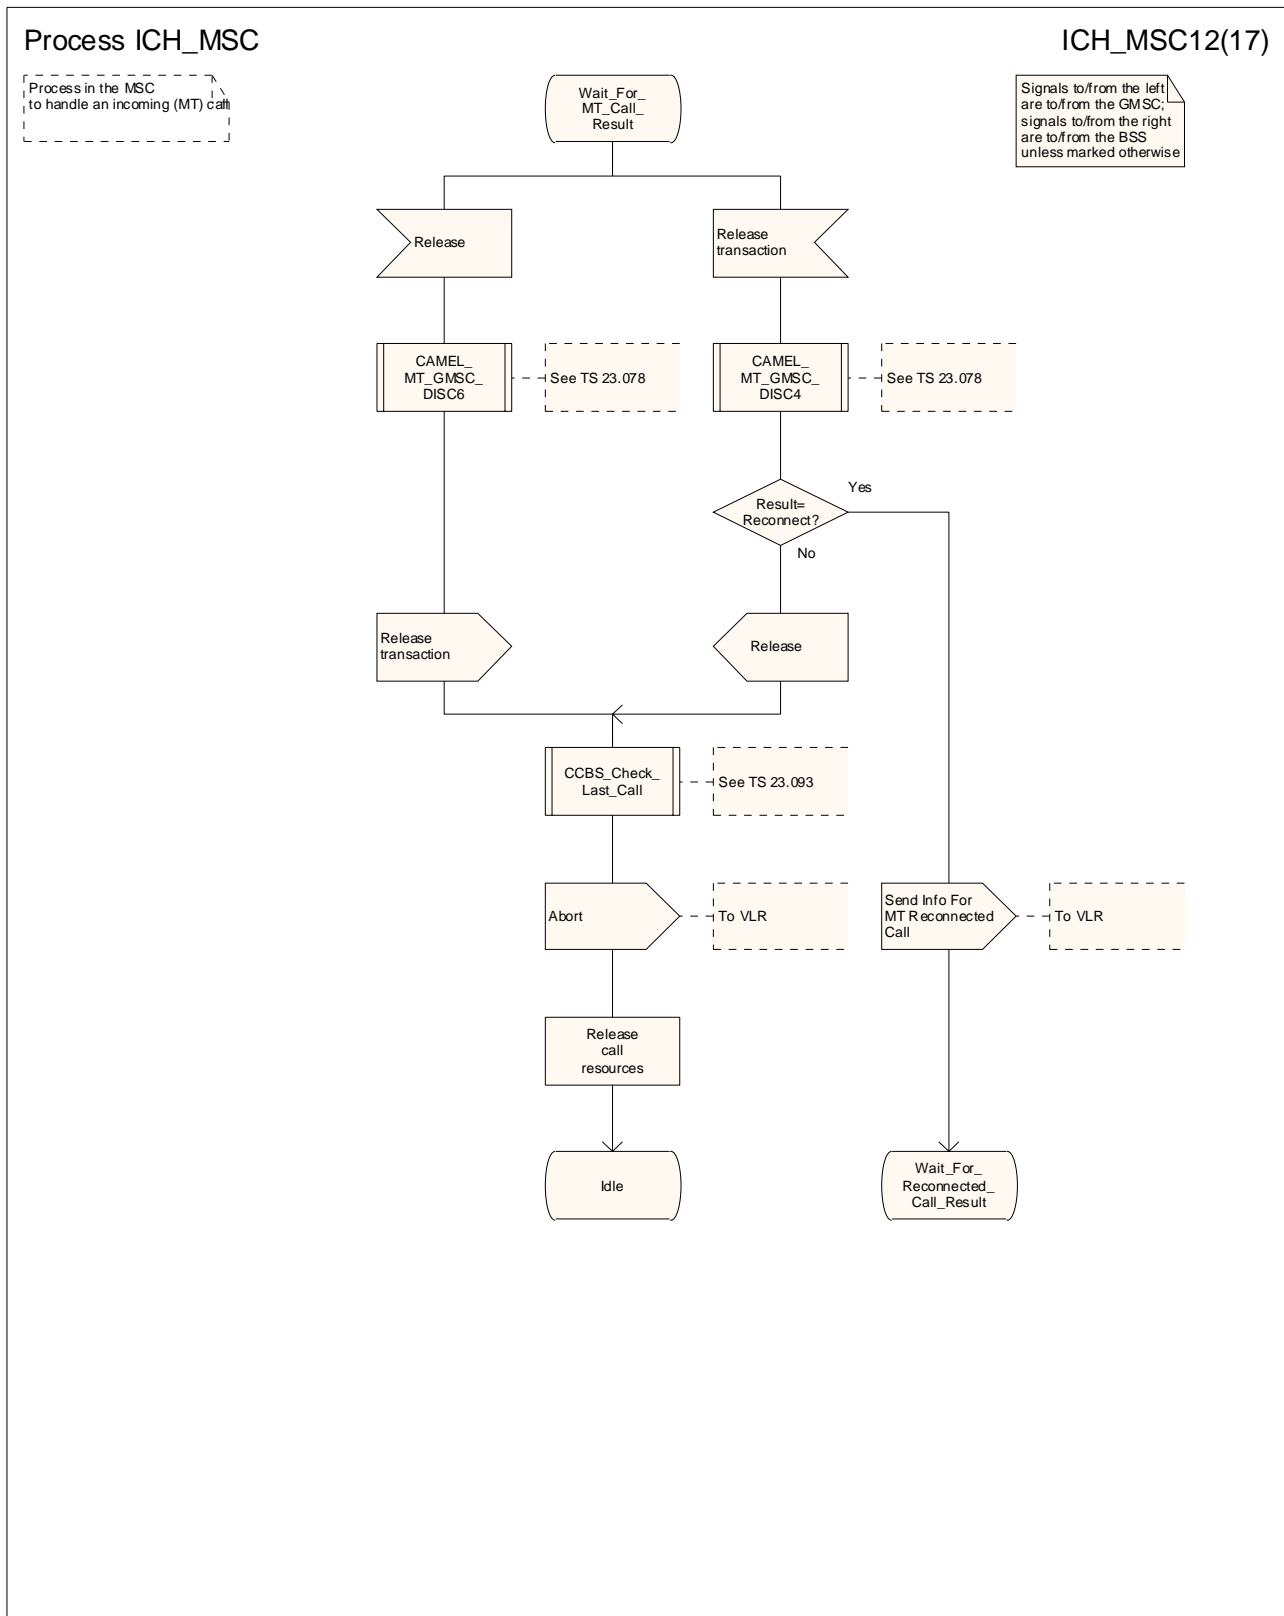 Process ICH_MSC
ICH_MSC12(17)
Process in the MSC
to handle an incoming (MT) call
Signals to/from the left
are to/from the GMSC;
signals to/from the right
are to/from the BSS
unless marked otherwise
Wait_For_
MT_Call_
Result
Release
Release
transaction
CAMEL_
MT_GMSC_
DISC6
See TS 23.078
CAMEL_
MT_GMSC_
DISC4
See TS 23.078
Result=
Reconnect?
Yes
No
Release
transaction
Release
CCBS_Check_
Last_Call
See TS 23.093
Abort
To VLR
Send Info For
MT Reconnected
Call
To VLR
Release
call
resources
Idle
Wait_For_
Reconnected_
Call_Result